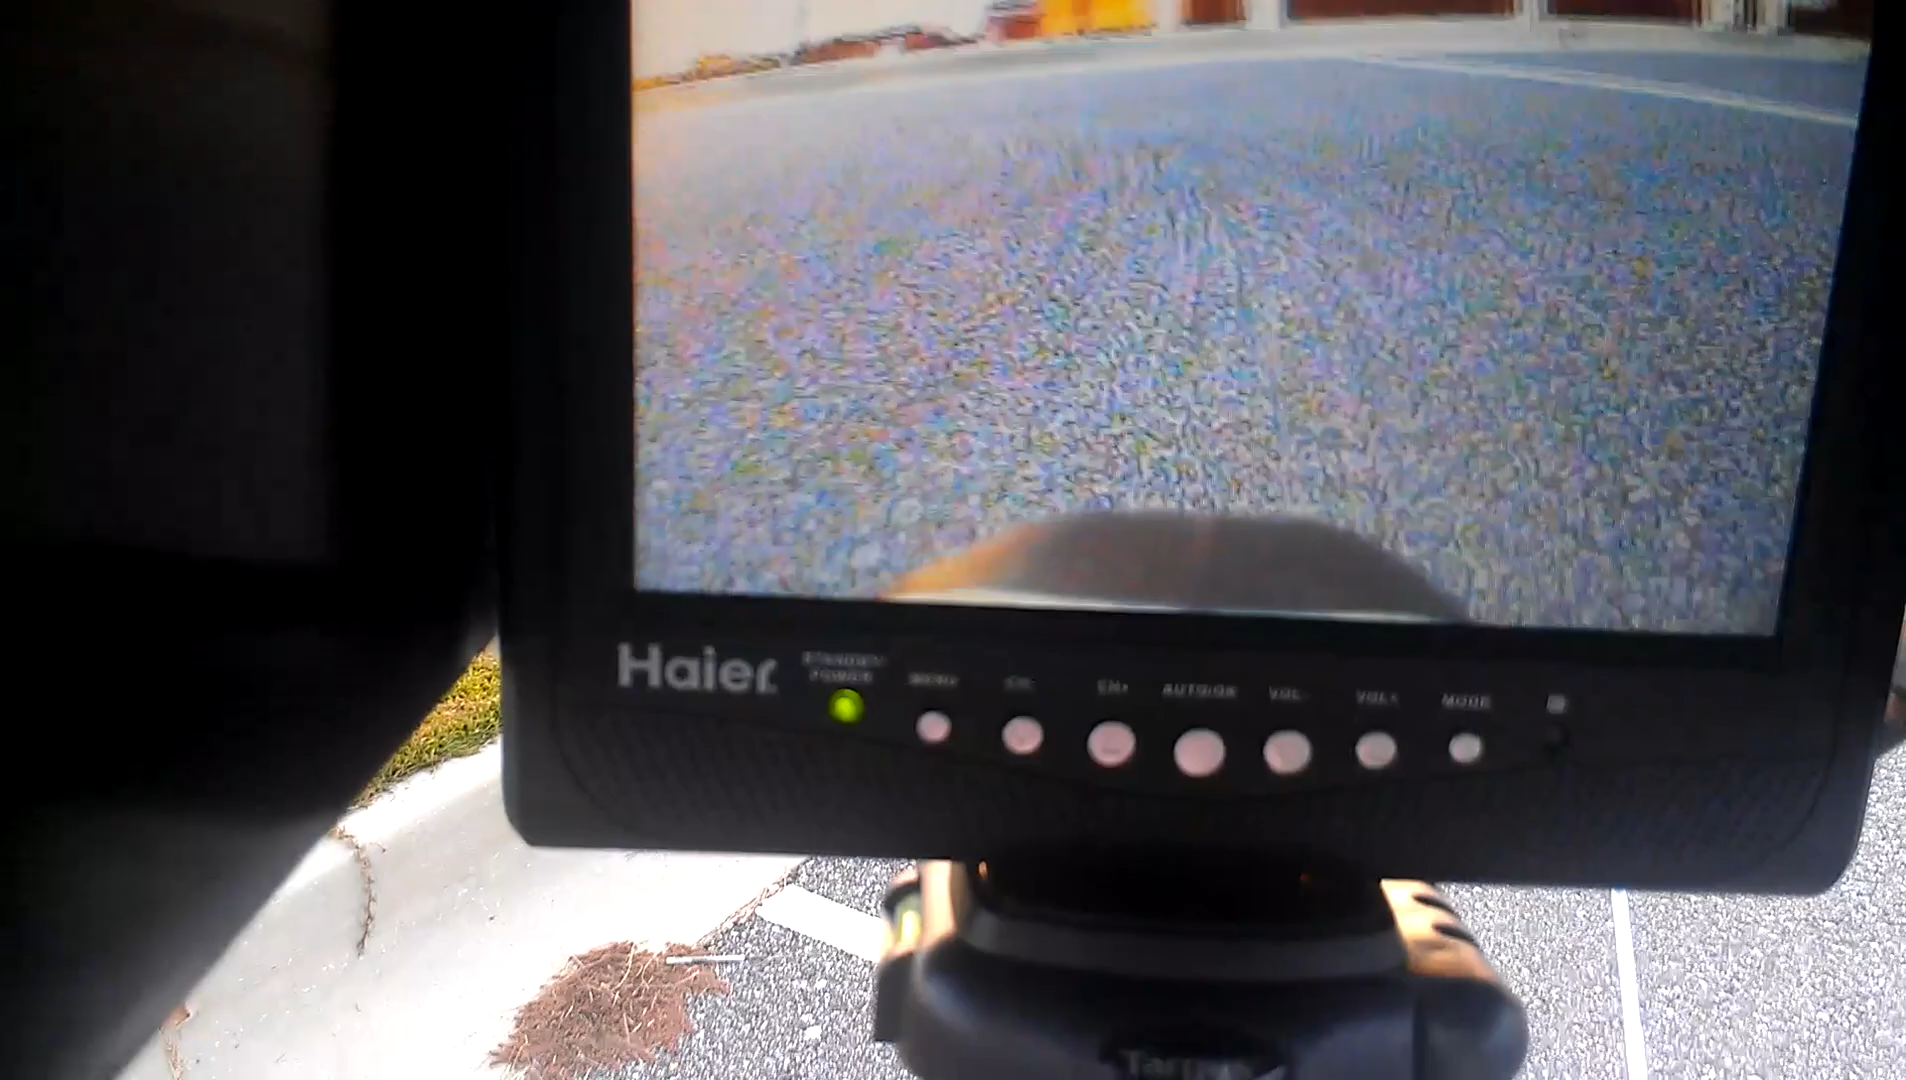 Haier
STANDBY/
POWER
MENU
CH-
CH+
AUTO/OK
VOL-
VOL+
MODE